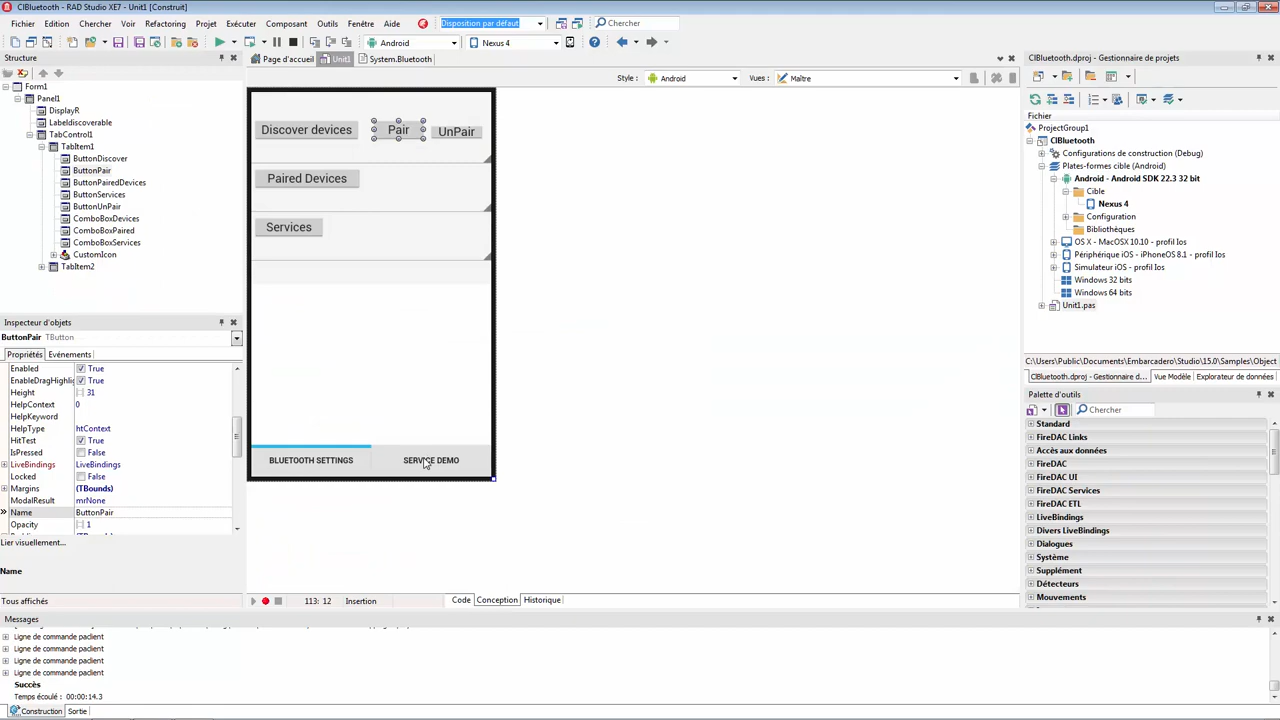 CIBluetooth - RAD Studio XE7 - Unit1 [Construit]
Fichier Edition Chercher Voir Refactoring Projet Exécuter Composant Outils Fenêtre Aide Disposition par défaut Chercher
Android Nexus 4
Structure
Page d'accueil Unit1 System.Bluetooth
Style : Android Vues : Maître
Form1
Panel1
DisplayR
Labeldiscoverable
TabControl1
TabItem1
ButtonDiscover
ButtonPair
ButtonPairedDevices
ButtonServices
ButtonUnPair
ComboBoxDevices
ComboBoxPaired
ComboBoxServices
CustomIcon
TabItem2
Discover devices Pair UnPair
Paired Devices
Services
BLUETOOTH SETTINGS SERVICE DEMO
Inspecteur d'objets
ButtonPair TButton
Propriétés Evénements
Enabled True
EnableDragHighli True
Height 31
HelpContext 0
HelpKeyword
HelpType htContext
HitTest True
IsPressed False
LiveBindings LiveBindings
Locked False
Margins (TBounds)
ModalResult mrNone
Name ButtonPair
Opacity 1
Lier visuellement...
Name
Tous affichés
113: 12 Insertion Code Conception Historique
CIBluetooth.dproj - Gestionnaire de projets
Fichier
ProjectGroup1
CIBluetooth
Configurations de construction (Debug)
Plates-formes cible (Android)
Android - Android SDK 22.3 32 bit
Cible
Nexus 4
Configuration
Bibliothèques
OS X - MacOSX 10.10 - profil Ios
Périphérique iOS - iPhoneOS 8.1 - profil Ios
Simulateur iOS - profil Ios
Windows 32 bits
Windows 64 bits
Unit1.pas
C:\Users\Public\Documents\Embarcadero\Studio\15.0\Samples\Object
CIBluetooth.dproj - Gestionnaire d... Vue Modèle Explorateur de données
Palette d'outils
Chercher
Standard
FireDAC Links
Accès aux données
FireDAC
FireDAC UI
FireDAC Services
FireDAC ETL
LiveBindings
Divers LiveBindings
Dialogues
Système
Supplément
Détecteurs
Mouvements
Messages
Ligne de commande paclient
Ligne de commande paclient
Ligne de commande paclient
Ligne de commande paclient
Succès
Temps écoulé : 00:00:14.3
Construction Sortie